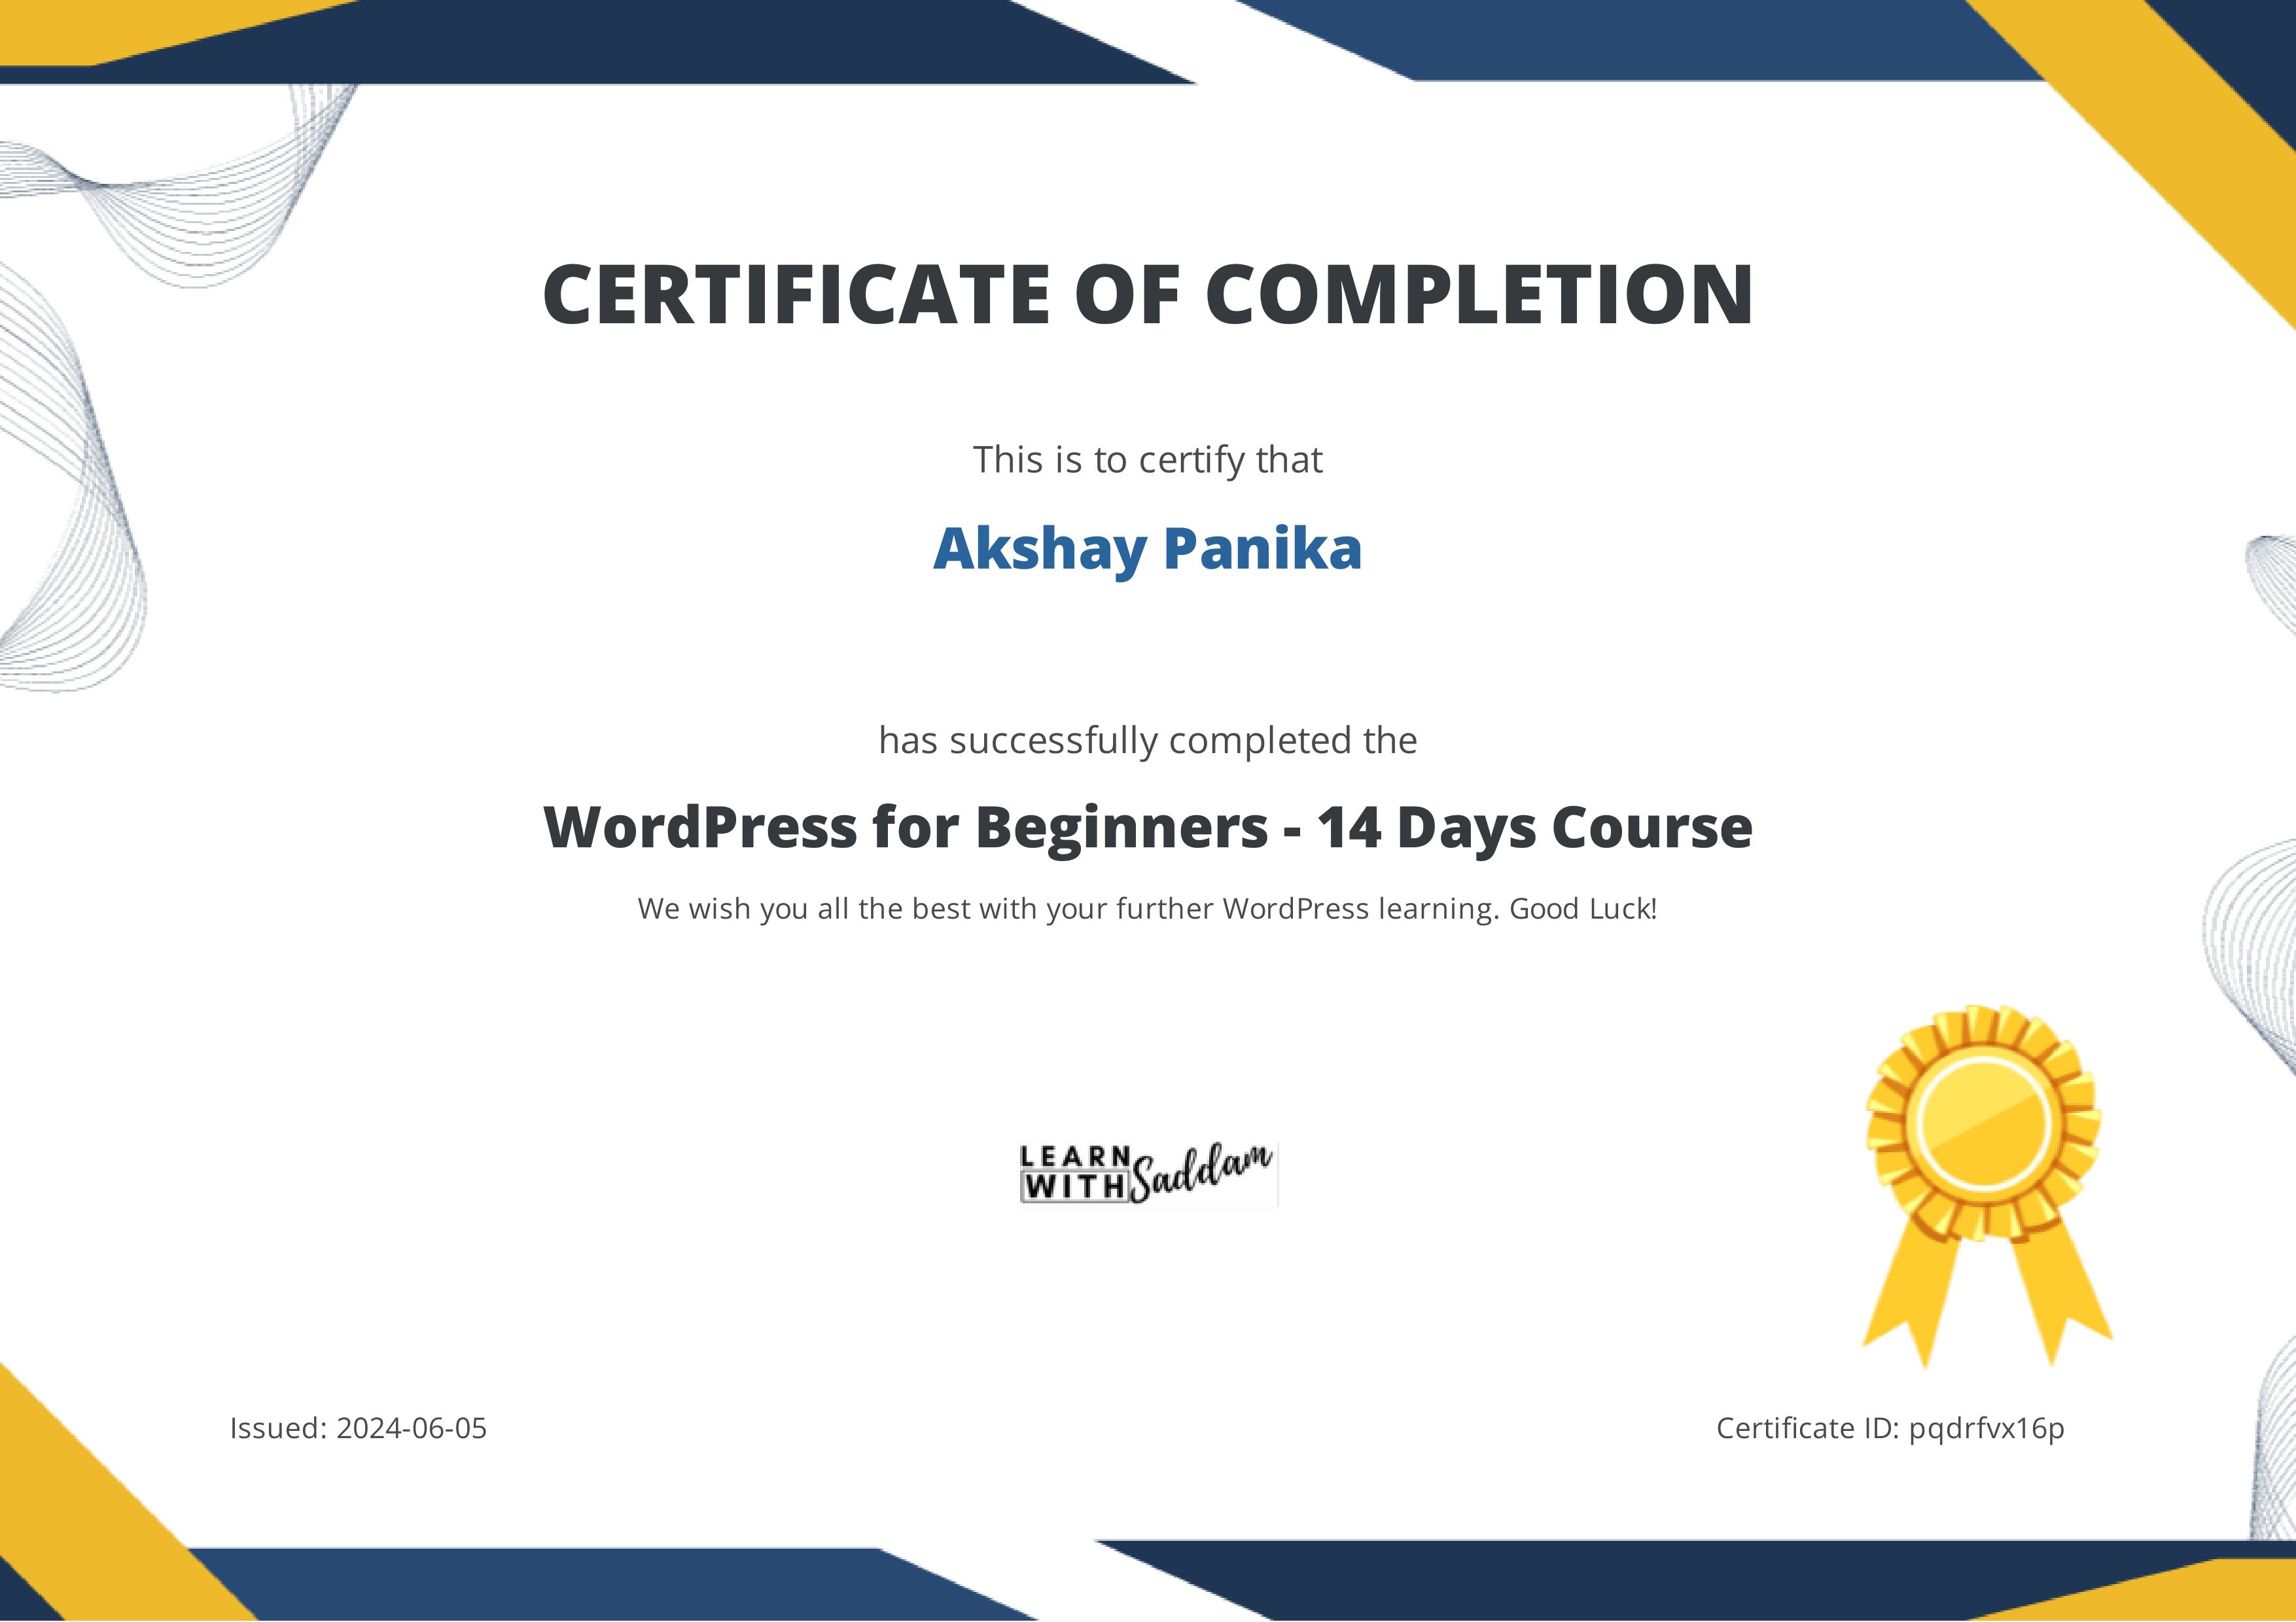 CERTIFICATE OF COMPLETION
This is to certify that
Akshay Panika
has successfully completed the
WordPress for Beginners - 14 Days Course
We wish you all the best with your further WordPress learning. Good Luck!
LEARN
WITH Saddam
Issued: 2024-06-05
Certificate ID: pqdrfvx16p